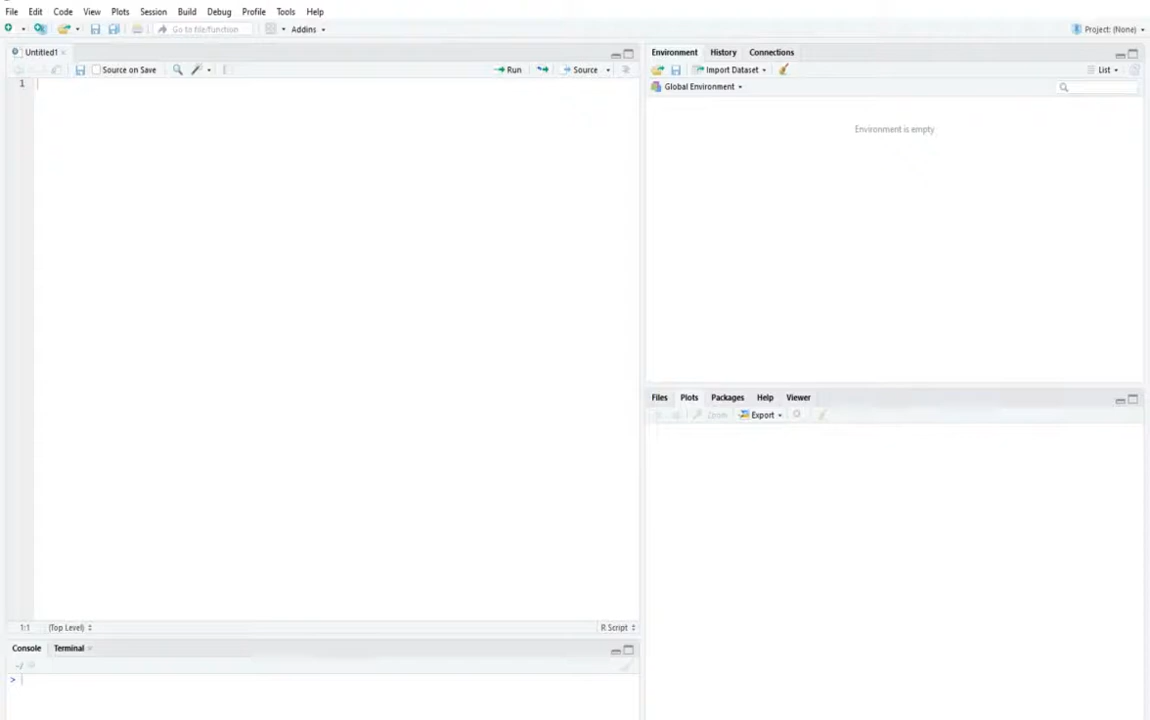 File Edit Code View Plots Session Build Debug Profile Tools Help
Go to file/function Addins Project: (None)
Untitled1
Source on Save Run Source
1
1:1 (Top Level) R Script
Console Terminal
~/
>
Environment History Connections
Import Dataset List
Global Environment
Environment is empty
Files Plots Packages Help Viewer
Zoom Export